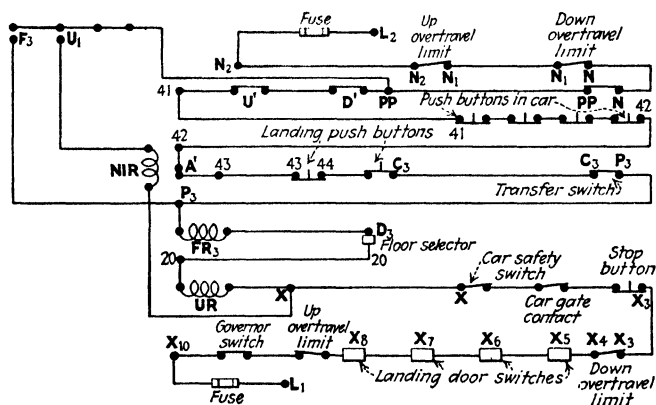 Fuse
L2
Up overtravel limit
Down overtravel limit
F3 U1
N2 N2 N1 N1 N
41 U' D' PP PP N
Push buttons in car
41 42
42
Landing push buttons
NIR
A' 43 43 44 C3 C3 P3
Transfer switch
P3
FR3
D3
Floor selector
20 20
Car safety switch
Stop button
UR X X X3
Car gate contact
Governor switch
Up overtravel limit
X10 X8 X7 X6 X5 X4 X3
Landing door switches
Down overtravel limit
Fuse
L1